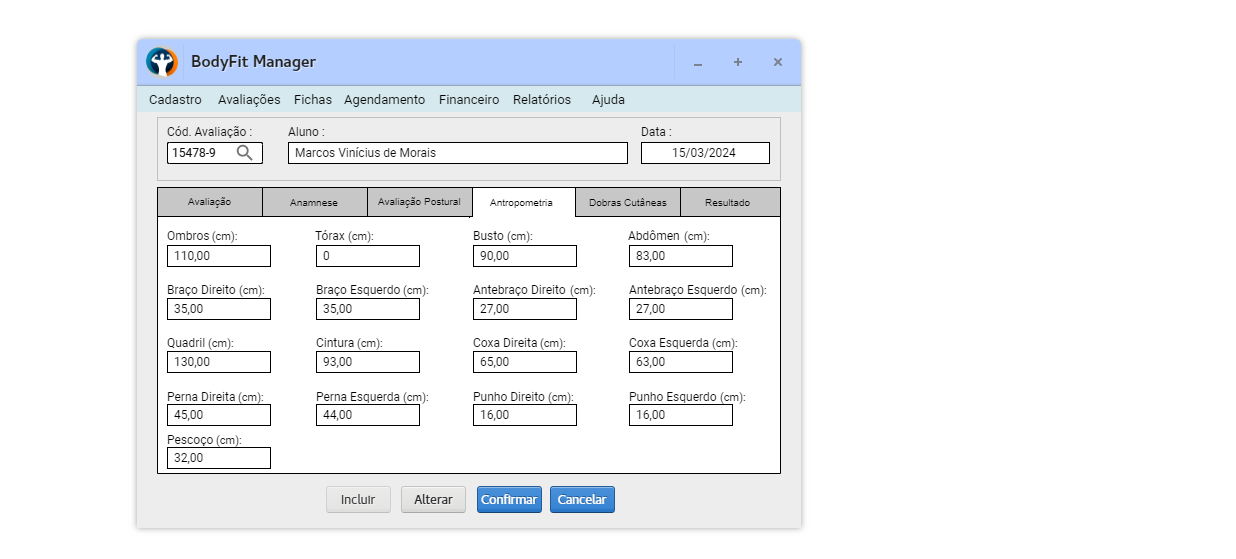 BodyFit Manager
Cadastro Avaliações Fichas Agendamento Financeiro Relatórios Ajuda
Cód. Avaliação : Aluno : Data :
15478-9 Marcos Vinícius de Morais 15/03/2024
Avaliação Anamnese Avaliação Postural Antropometria Dobras Cutâneas Resultado
Ombros (cm): Tórax (cm): Busto (cm): Abdômen (cm):
110,00 0 90,00 83,00
Braço Direito (cm): Braço Esquerdo (cm): Antebraço Direito (cm): Antebraço Esquerdo (cm):
35,00 35,00 27,00 27,00
Quadril (cm): Cintura (cm): Coxa Direita (cm): Coxa Esquerda (cm):
130,00 93,00 65,00 63,00
Perna Direita (cm): Perna Esquerda (cm): Punho Direito (cm): Punho Esquerdo (cm):
45,00 44,00 16,00 16,00
Pescoço (cm):
32,00
Incluir Alterar Confirmar Cancelar